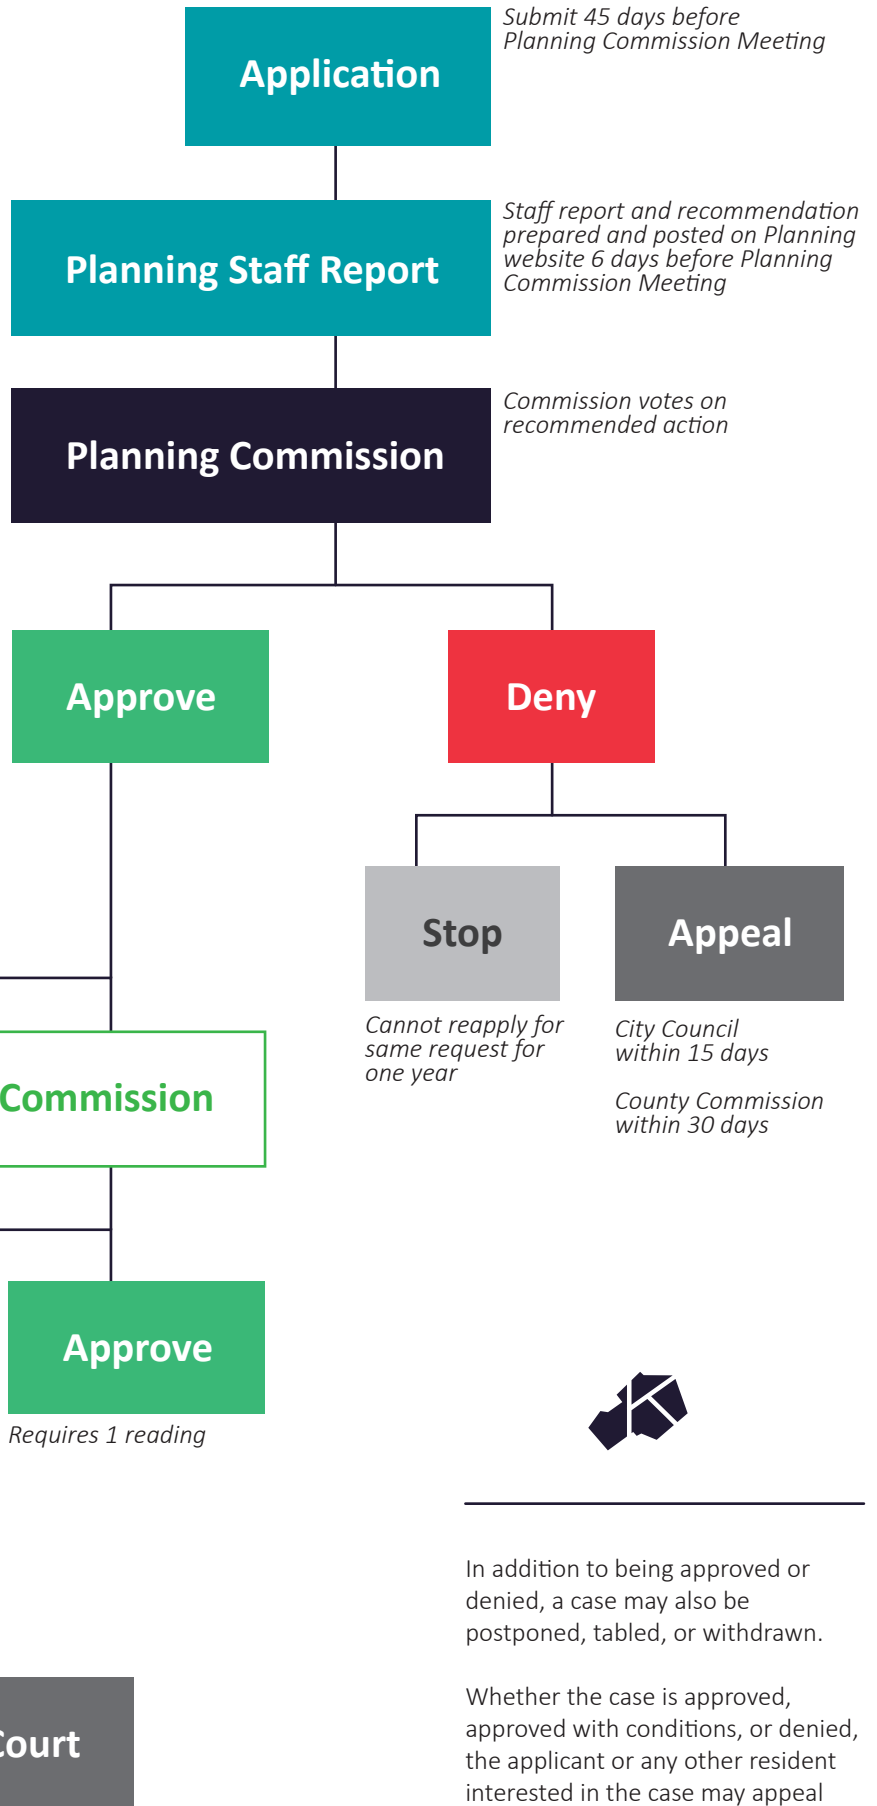 Application
Submit 45 days before
Planning Commission Meeting
Planning Staff Report
Staff report and recommendation
prepared and posted on Planning
website 6 days before Planning
Commission Meeting
Planning Commission
Commission votes on
recommended action
Approve
Deny
Stop
Cannot reapply for
same request for
one year
Appeal
City Council
within 15 days
County Commission
within 30 days
Commission
Approve
Requires 1 reading
In addition to being approved or
denied, a case may also be
postponed, tabled, or withdrawn.
Court
Whether the case is approved,
approved with conditions, or denied,
the applicant or any other resident
interested in the case may appeal